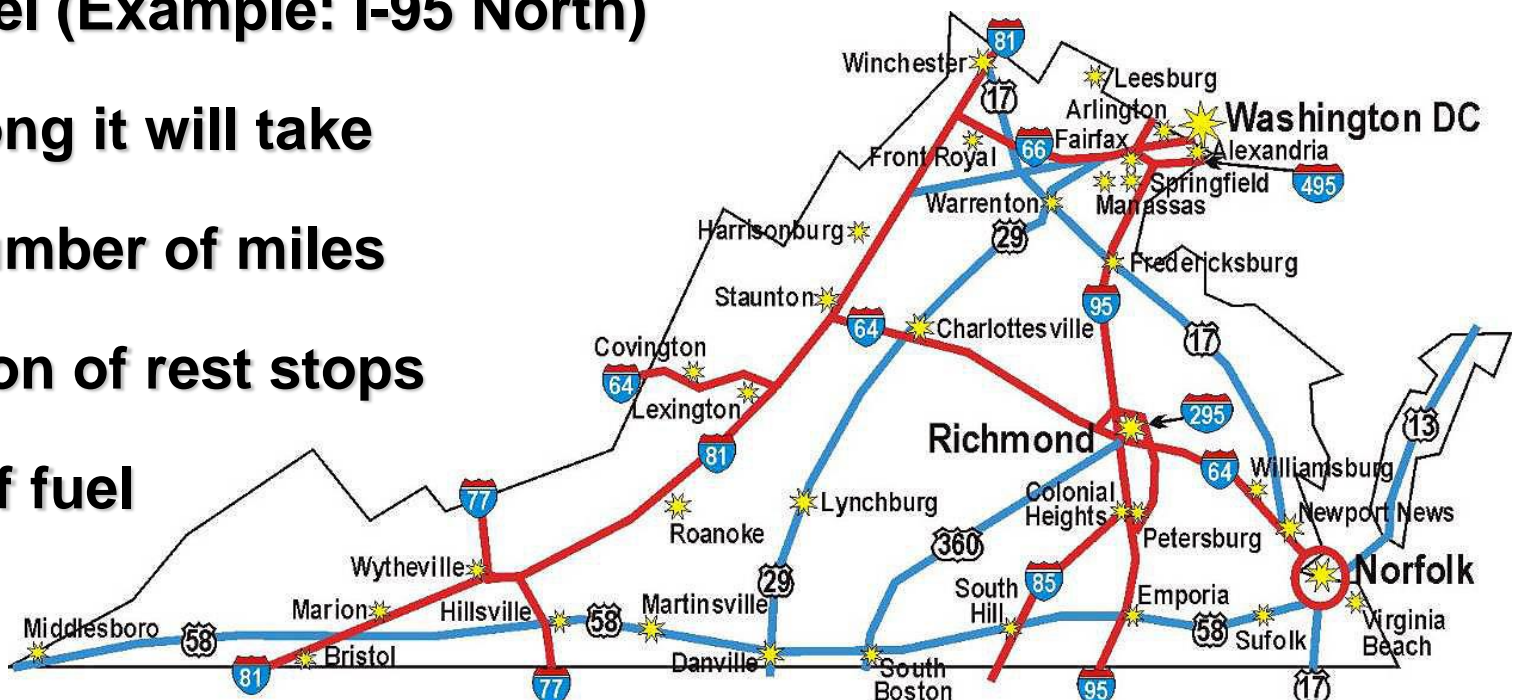 el (Example: I-95 North)
ong it will take
umber of miles
on of rest stops
f fuel
81
Winchester
Leesburg
17
Arlington
Washington DC
Fairfax
66
Front Royal
Alexandria
495
Springfield
Warrenton
Manassas
Harrisonburg
29
Fredericksburg
Staunton
95
64
Charlottesville
17
Covington
64
Lexington
295
13
Richmond
81
64
Williamsburg
77
Colonial
Heights
Lynchburg
Newport News
Roanoke
360
Petersburg
Wytheville
Norfolk
29
South
Hill
85
Marion
Hillsville
58
Martinsville
Emporia
Virginia
Beach
Middlesboro
58
58
Sufolk
Bristol
Danville
South
Boston
81
77
95
17